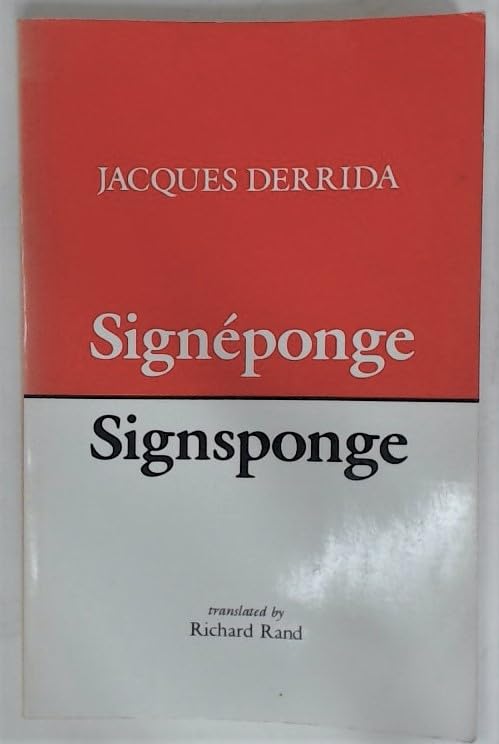 JACQUES DERRIDA
Signéponge
Signsponge
translated by
Richard Rand